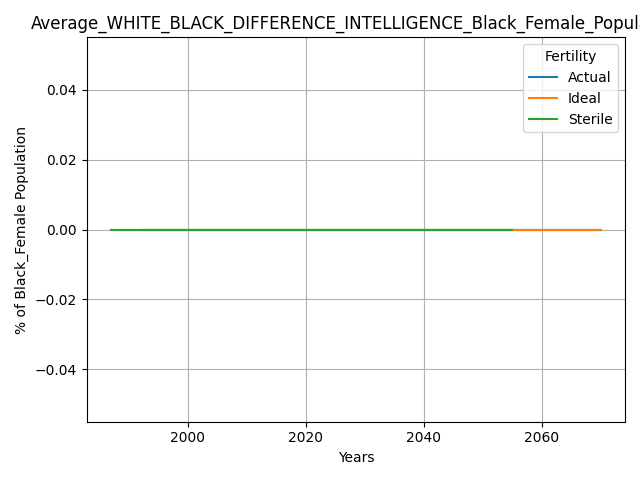 Average_WHITE_BLACK_DIFFERENCE_INTELLIGENCE_Black_Female_Popula
Fertility
Actual
Ideal
Sterile
0.04
0.02
0.00
−0.02
−0.04
% of Black_Female Population
2000
2020
2040
2060
Years